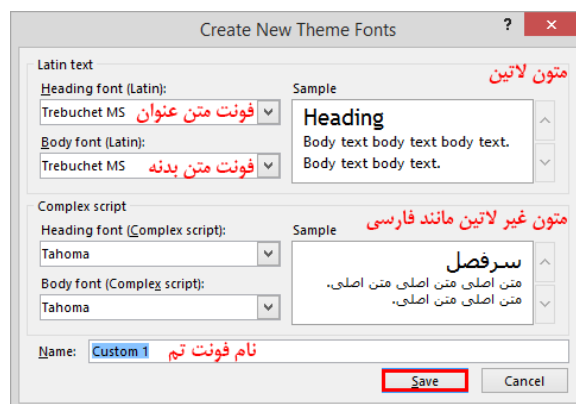 Create New Theme Fonts ? ×
Latin text متون لاتین
Heading font (Latin): Sample
Trebuchet MS فونت متن عنوان
Heading
Body font (Latin):
Body text body text body text.
Trebuchet MS فونت متن بدنه
Body text body text.
Complex script متون غیر لاتین مانند فارسی
Heading font (Complex script): Sample
Tahoma
سرفصل
Body font (Complex script):
متن اصلی متن اصلی متن اصلی.
Tahoma
متن اصلی متن اصلی.
Name: Custom 1 نام فونت تم
Save Cancel